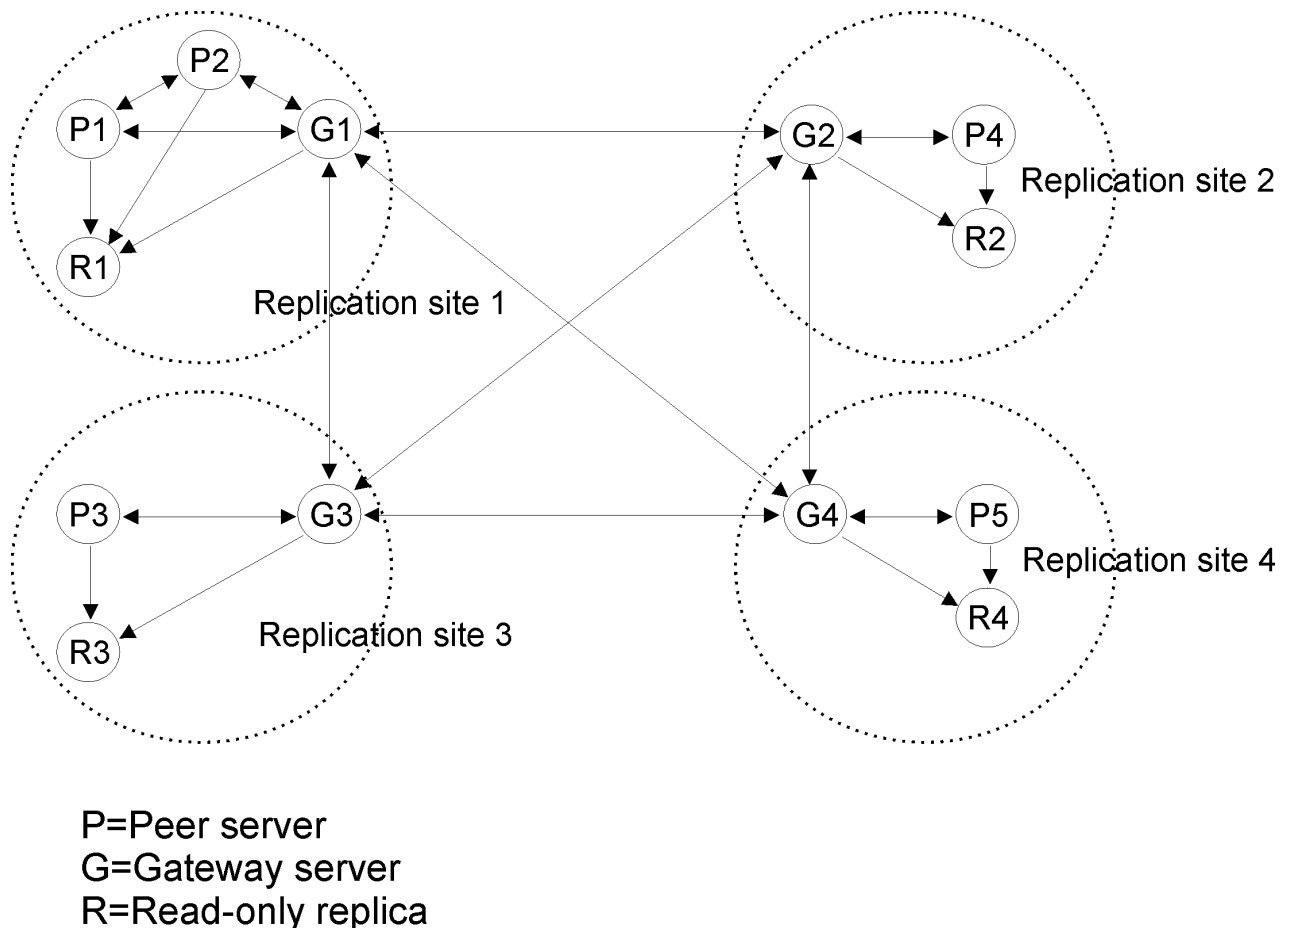 P2
P1
G1
R1
Replication site 1
G2
P4
Replication site 2
R2
P3
G3
R3
Replication site 3
G4
P5
Replication site 4
R4
P=Peer server
G=Gateway server
R=Read-only replica